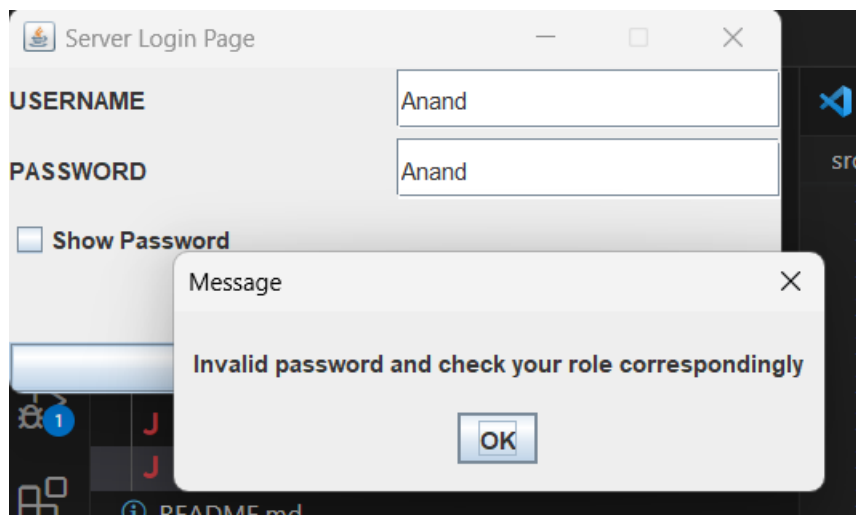 Server Login Page
USERNAME
Anand
PASSWORD
Anand
Show Password
Message
Invalid password and check your role correspondingly
OK
1
J
J
README.md